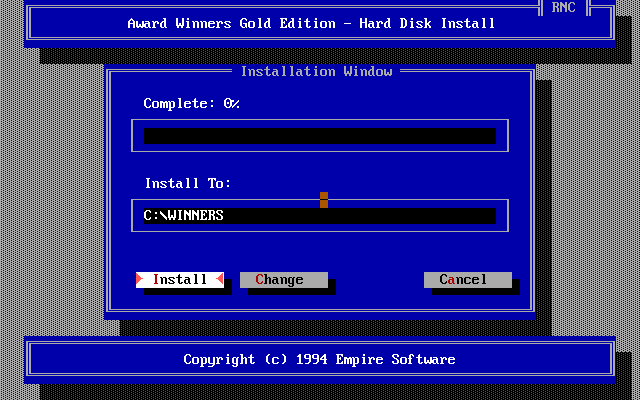 RNC
Award Winners Gold Edition - Hard Disk Install
Installation Window
Complete: 0%
Install To:
C:\WINNERS
Install Change Cancel
Copyright (c) 1994 Empire Software